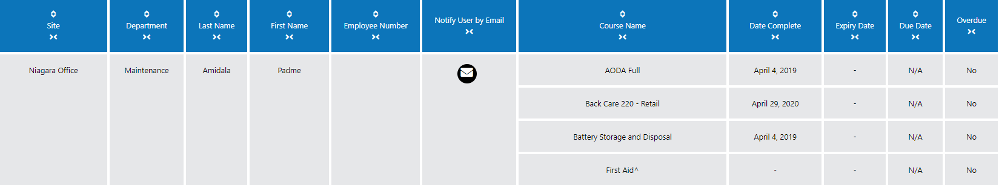 Site Department Last Name First Name Employee Number Notify User by Email Course Name Date Complete Expiry Date Due Date Overdue
Niagara Office Maintenance Amidala Padme AODA Full April 4, 2019 - N/A No
Back Care 220 - Retail April 29, 2020 - N/A No
Battery Storage and Disposal April 4, 2019 - N/A No
First Aid^ - - N/A No